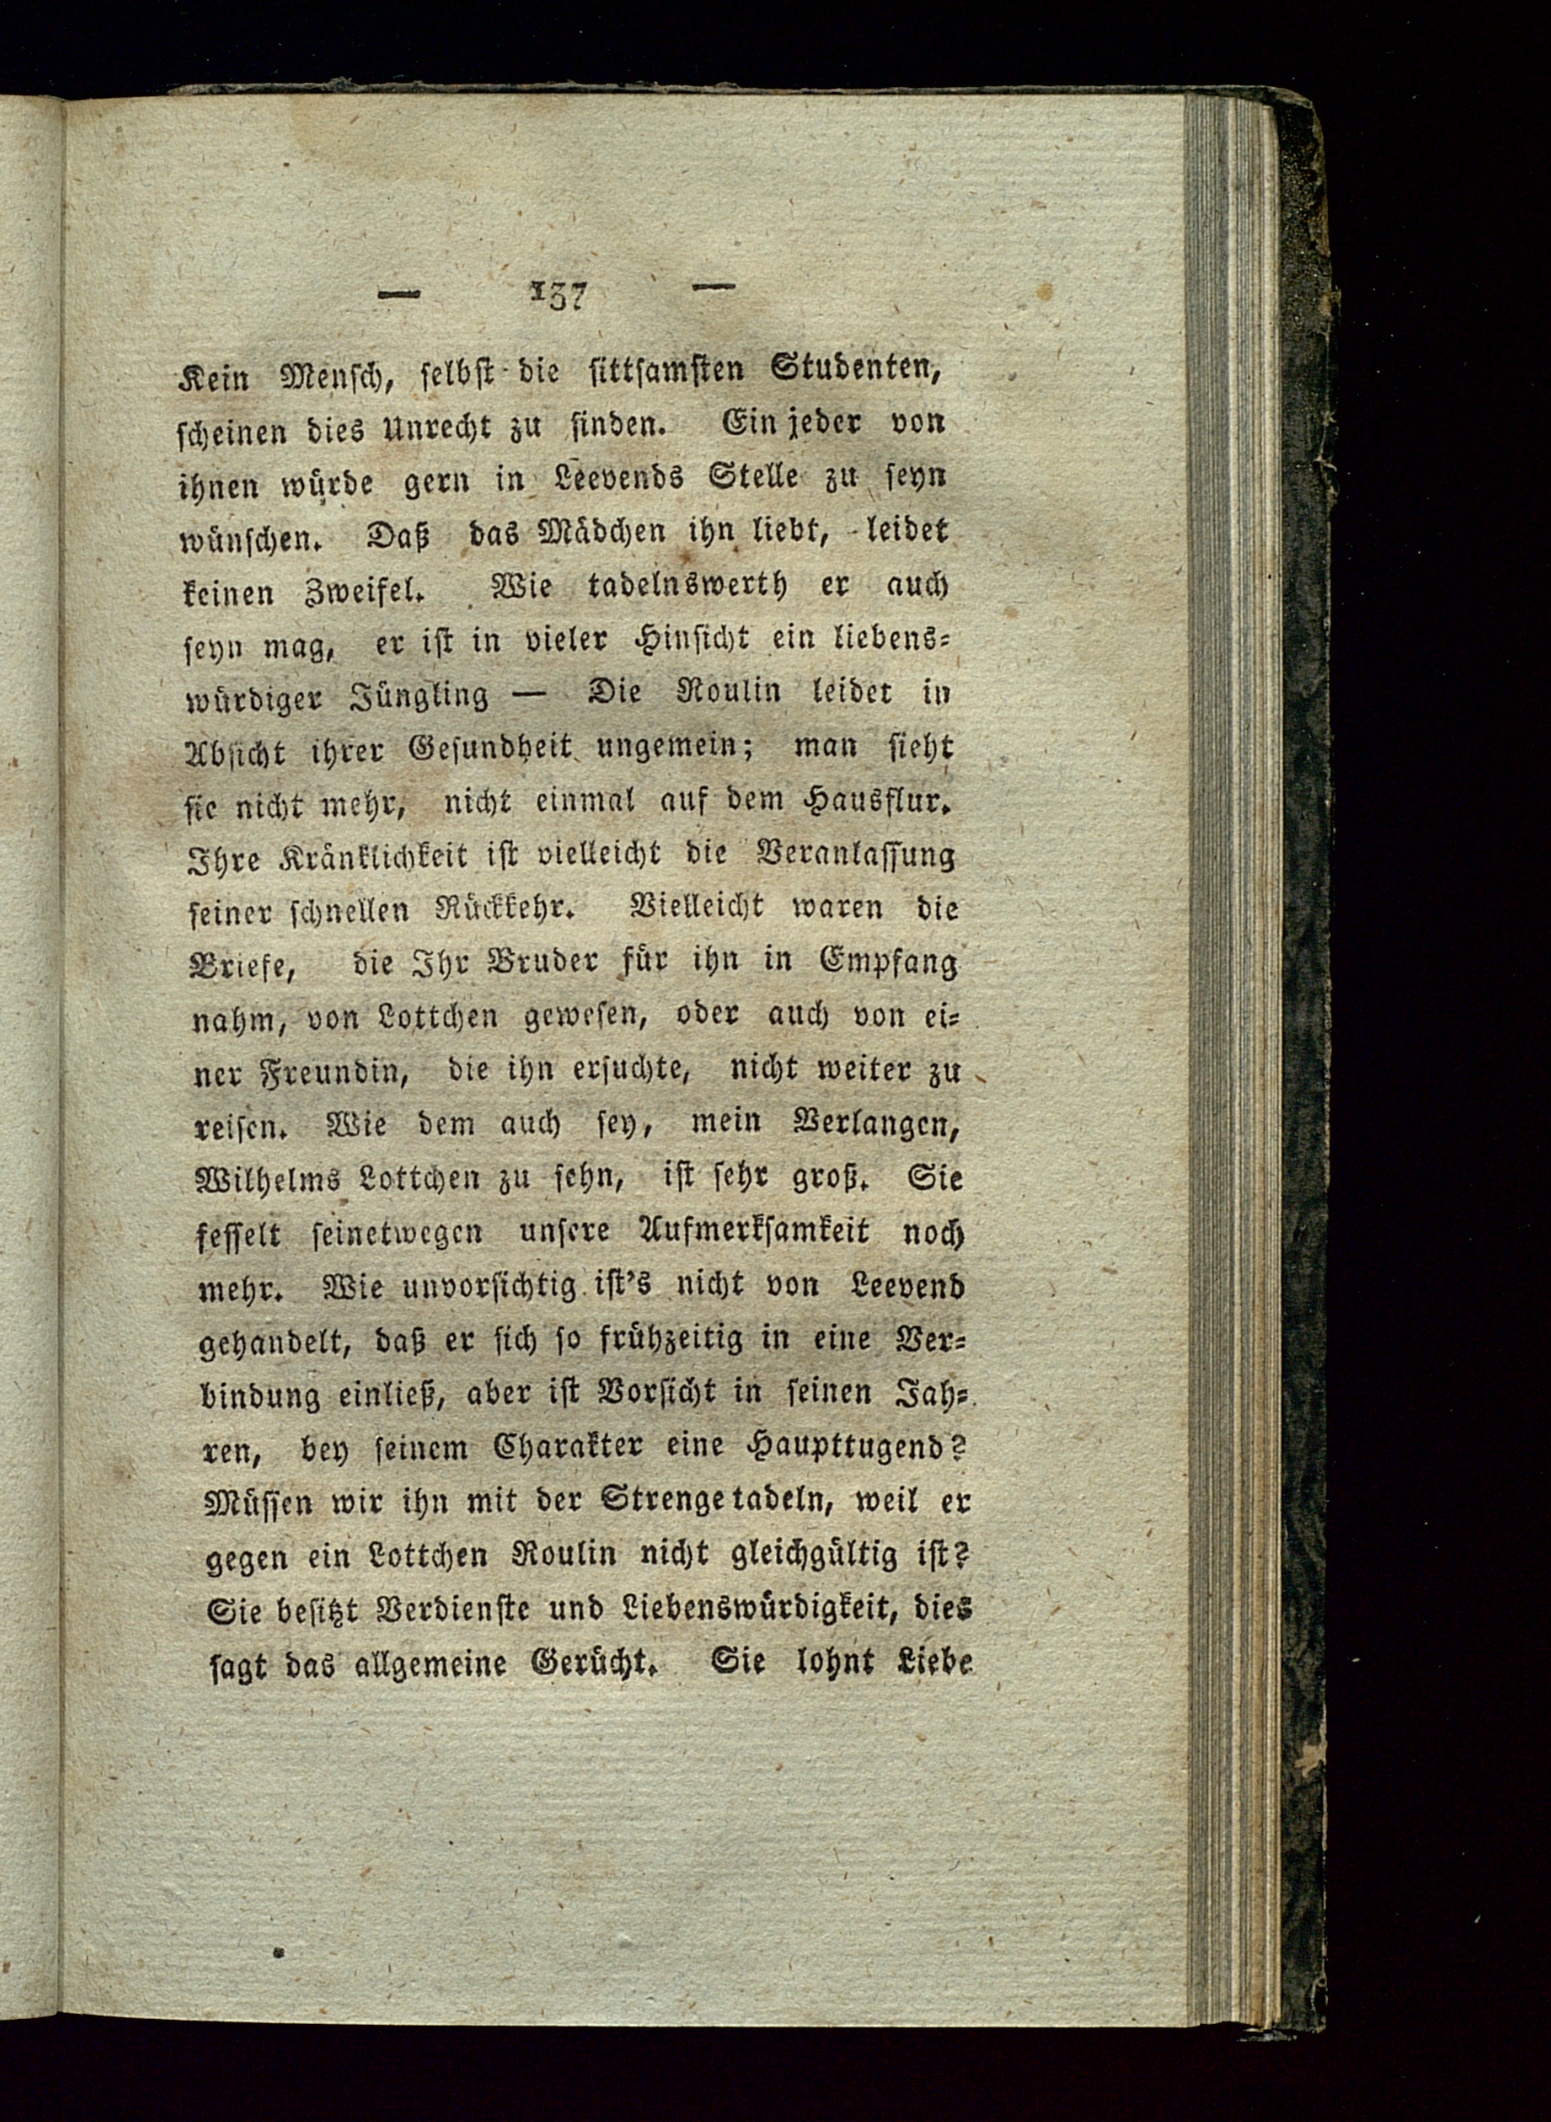 — 137 —
Kein Mensch, selbst die sittsamsten Studenten,
scheinen dies Unrecht zu finden. Ein jeder von
ihnen würde gern in Leevends Stelle zu seyn
wünschen. Daß das Mädchen ihn liebt, leidet
keinen Zweifel. Wie tadelnswerth er auch
seyn mag, er ist in vieler Hinsicht ein liebens=
würdiger Jüngling — Die Roulin leidet in
Absicht ihrer Gesundheit ungemein; man sieht
sie nicht mehr, nicht einmal auf dem Hausflur.
Ihre Kränklichkeit ist vielleicht die Veranlassung
seiner schnellen Rückkehr. Vielleicht waren die
Briefe, die Ihr Bruder für ihn in Empfang
nahm, von Lottchen gewesen, oder auch von ei=
ner Freundin, die ihn ersuchte, nicht weiter zu
reisen. Wie dem auch sey, mein Verlangen,
Wilhelms Lottchen zu sehn, ist sehr groß. Sie
fesselt seinetwegen unsere Aufmerksamkeit noch
mehr. Wie unvorsichtig ist's nicht von Leevend
gehandelt, daß er sich so frühzeitig in eine Ver=
bindung einließ, aber ist Vorsicht in seinen Jah=
ren, bey seinem Charakter eine Haupttugend?
Müssen wir ihn mit der Strenge tadeln, weil er
gegen ein Lottchen Roulin nicht gleichgültig ist?
Sie besitzt Verdienste und Liebenswürdigkeit, dies
sagt das allgemeine Gerücht. Sie lohnt Liebe